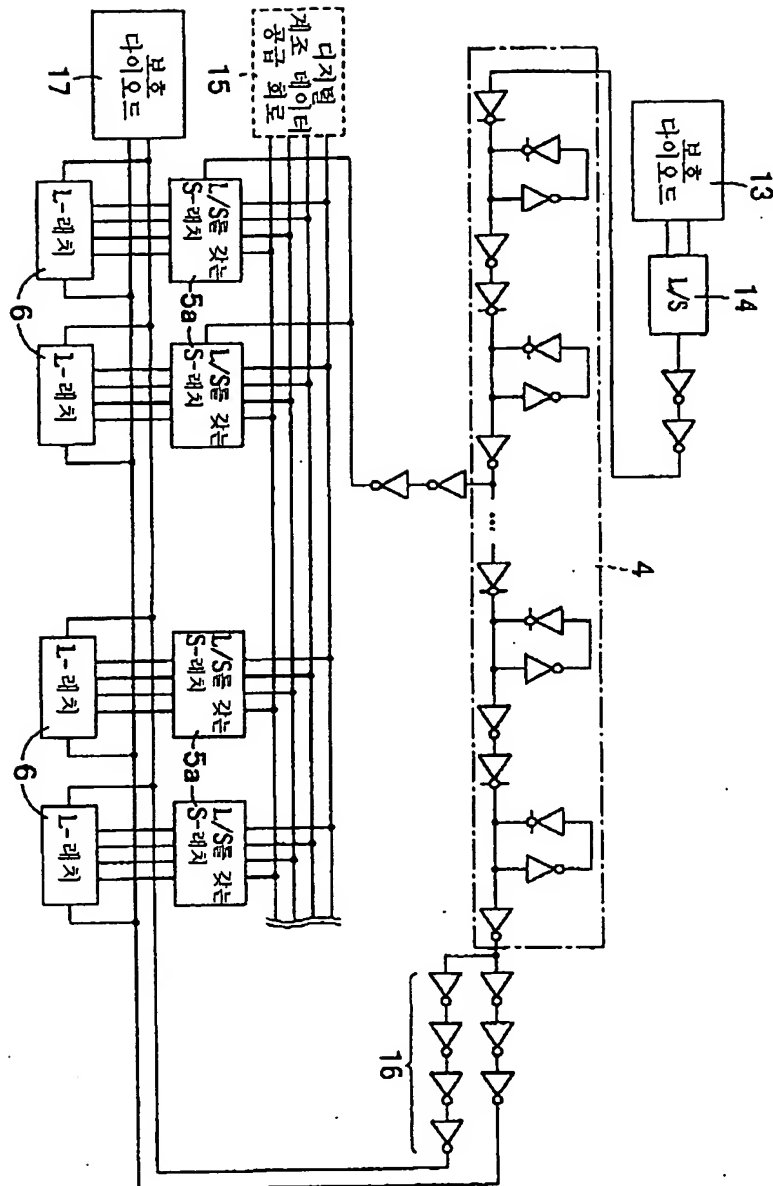 13
보호
다이오드
14
L/S
4
15
디지털
계조 데이터
공급 회로
L/S를 갖는
S-래치
5a
L/S를 갖는
S-래치
L/S를 갖는
S-래치
5a
L/S를 갖는
S-래치
16
17
보호
다이오드
L-래치
6
L-래치
L-래치
6
L-래치
...